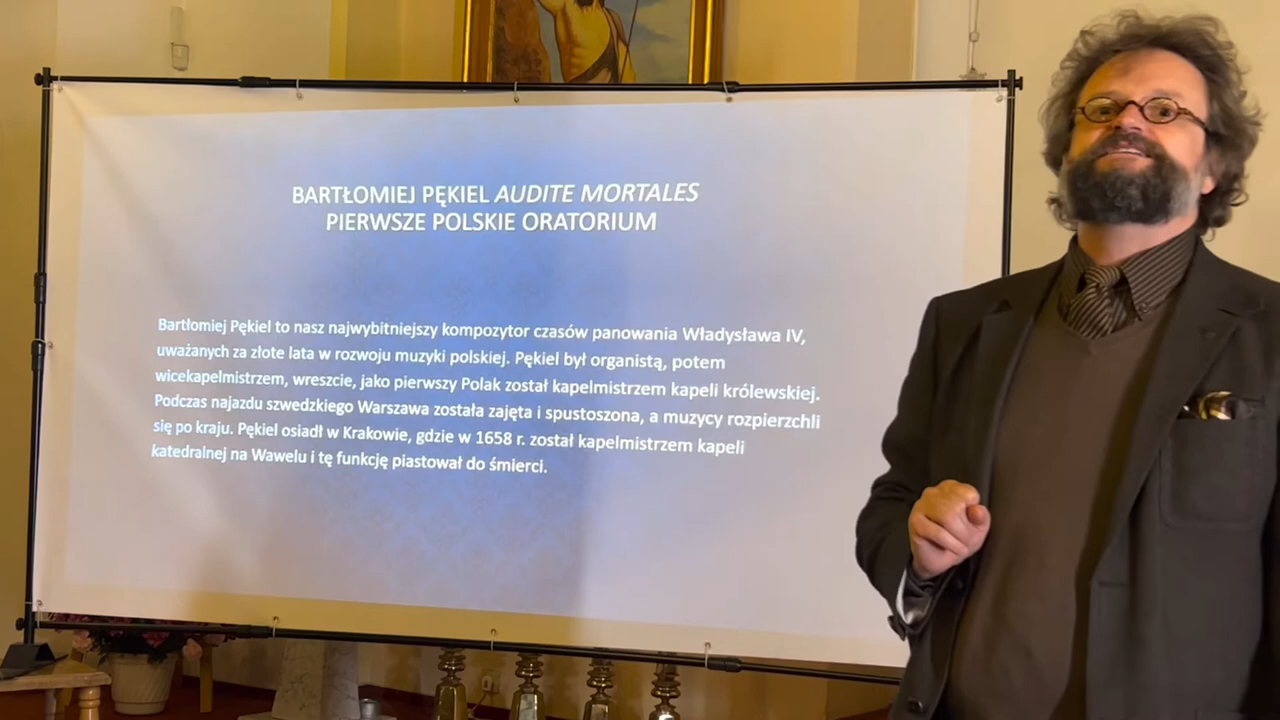 BARTŁOMIEJ PĘKIEL AUDITE MORTALES
PIERWSZE POLSKIE ORATORIUM
Bartłomiej Pękiel to nasz najwybitniejszy kompozytor czasów panowania Władysława IV,
uważanych za złote lata w rozwoju muzyki polskiej. Pękiel był organistą, potem
wicekapelmistrzem, wreszcie, jako pierwszy Polak został kapelmistrzem kapeli królewskiej.
Podczas najazdu szwedzkiego Warszawa została zajęta i spustoszona, a muzycy rozpierzchli
się po kraju. Pękiel osiadł w Krakowie, gdzie w 1658 r. został kapelmistrzem kapeli
katedralnej na Wawelu i tę funkcję piastował do śmierci.